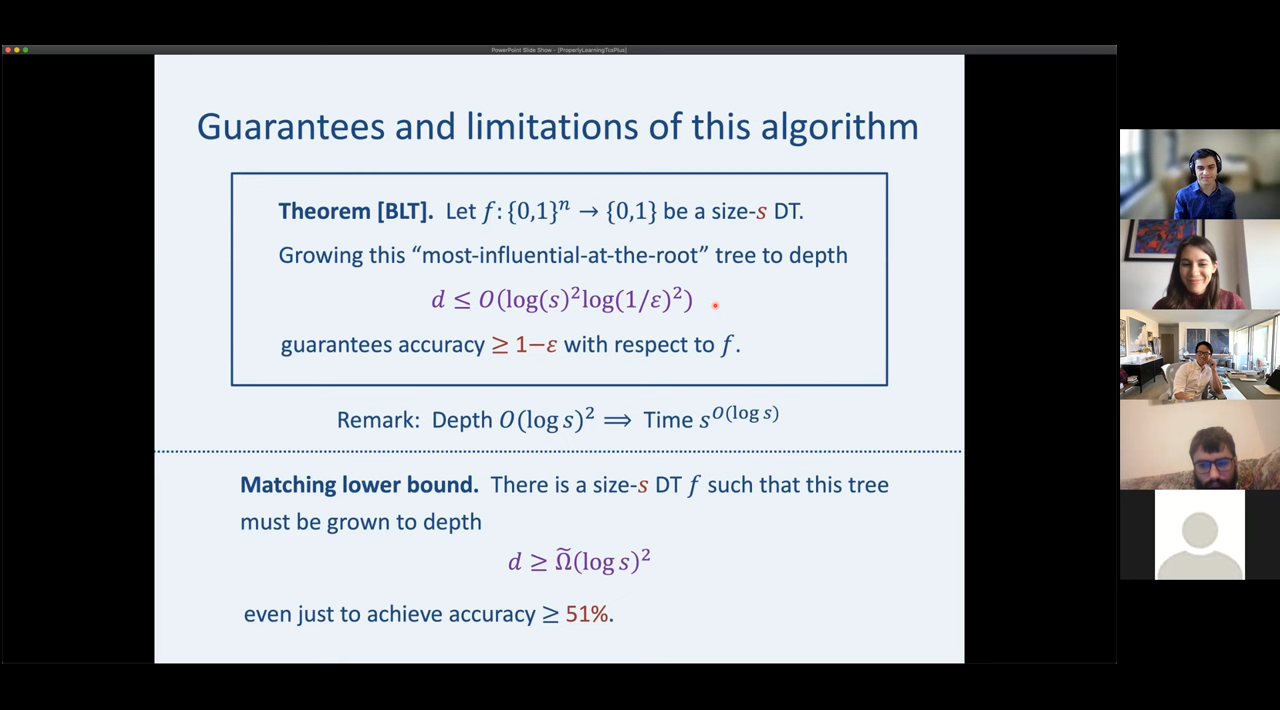 PowerPoint Slide Show - [ProperlyLearningTcsPlus]
Guarantees and limitations of this algorithm
Theorem [BLT]. Let f: {0,1}ⁿ → {0,1} be a size-s DT.
Growing this “most-influential-at-the-root” tree to depth
d ≤ O(log(s)²log(1/ε)²)
guarantees accuracy ≥ 1−ε with respect to f.
Remark: Depth O(log s)² ⟹ Time s^{O(log s)}
Matching lower bound. There is a size-s DT f such that this tree
must be grown to depth
d ≥ Ω̃(log s)²
even just to achieve accuracy ≥ 51%.